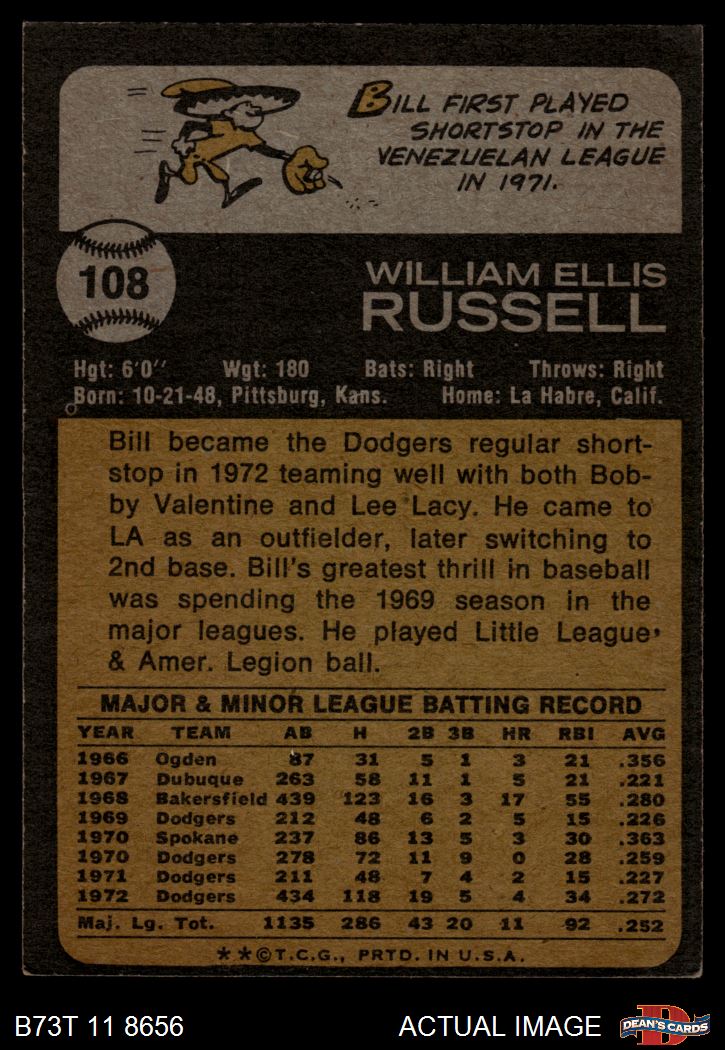 BILL FIRST PLAYED
SHORTSTOP IN THE
VENEZUELAN LEAGUE
IN 1971.
108
WILLIAM ELLIS
RUSSELL
Hgt: 6'0" Wgt: 180 Bats: Right Throws: Right
Born: 10-21-48, Pittsburg, Kans. Home: La Habre, Calif.
Bill became the Dodgers regular short-
stop in 1972 teaming well with both Bob-
by Valentine and Lee Lacy. He came to
LA as an outfielder, later switching to
2nd base. Bill's greatest thrill in baseball
was spending the 1969 season in the
major leagues. He played Little League
& Amer. Legion ball.
MAJOR & MINOR LEAGUE BATTING RECORD
YEAR TEAM AB H 2B 3B HR RBI AVG
1966 Ogden 87 31 5 1 3 21 .356
1967 Dubuque 263 58 11 1 5 21 .221
1968 Bakersfield 439 123 16 3 17 55 .280
1969 Dodgers 212 48 6 2 5 15 .226
1970 Spokane 237 86 13 5 3 30 .363
1970 Dodgers 278 72 11 9 0 28 .259
1971 Dodgers 211 48 7 4 2 15 .227
1972 Dodgers 434 118 19 5 4 34 .272
Maj. Lg. Tot. 1135 286 43 20 11 92 .252
**©T.C.G., PRTD. IN U.S.A.
B73T 11 8656 ACTUAL IMAGE DEAN'S CARDS